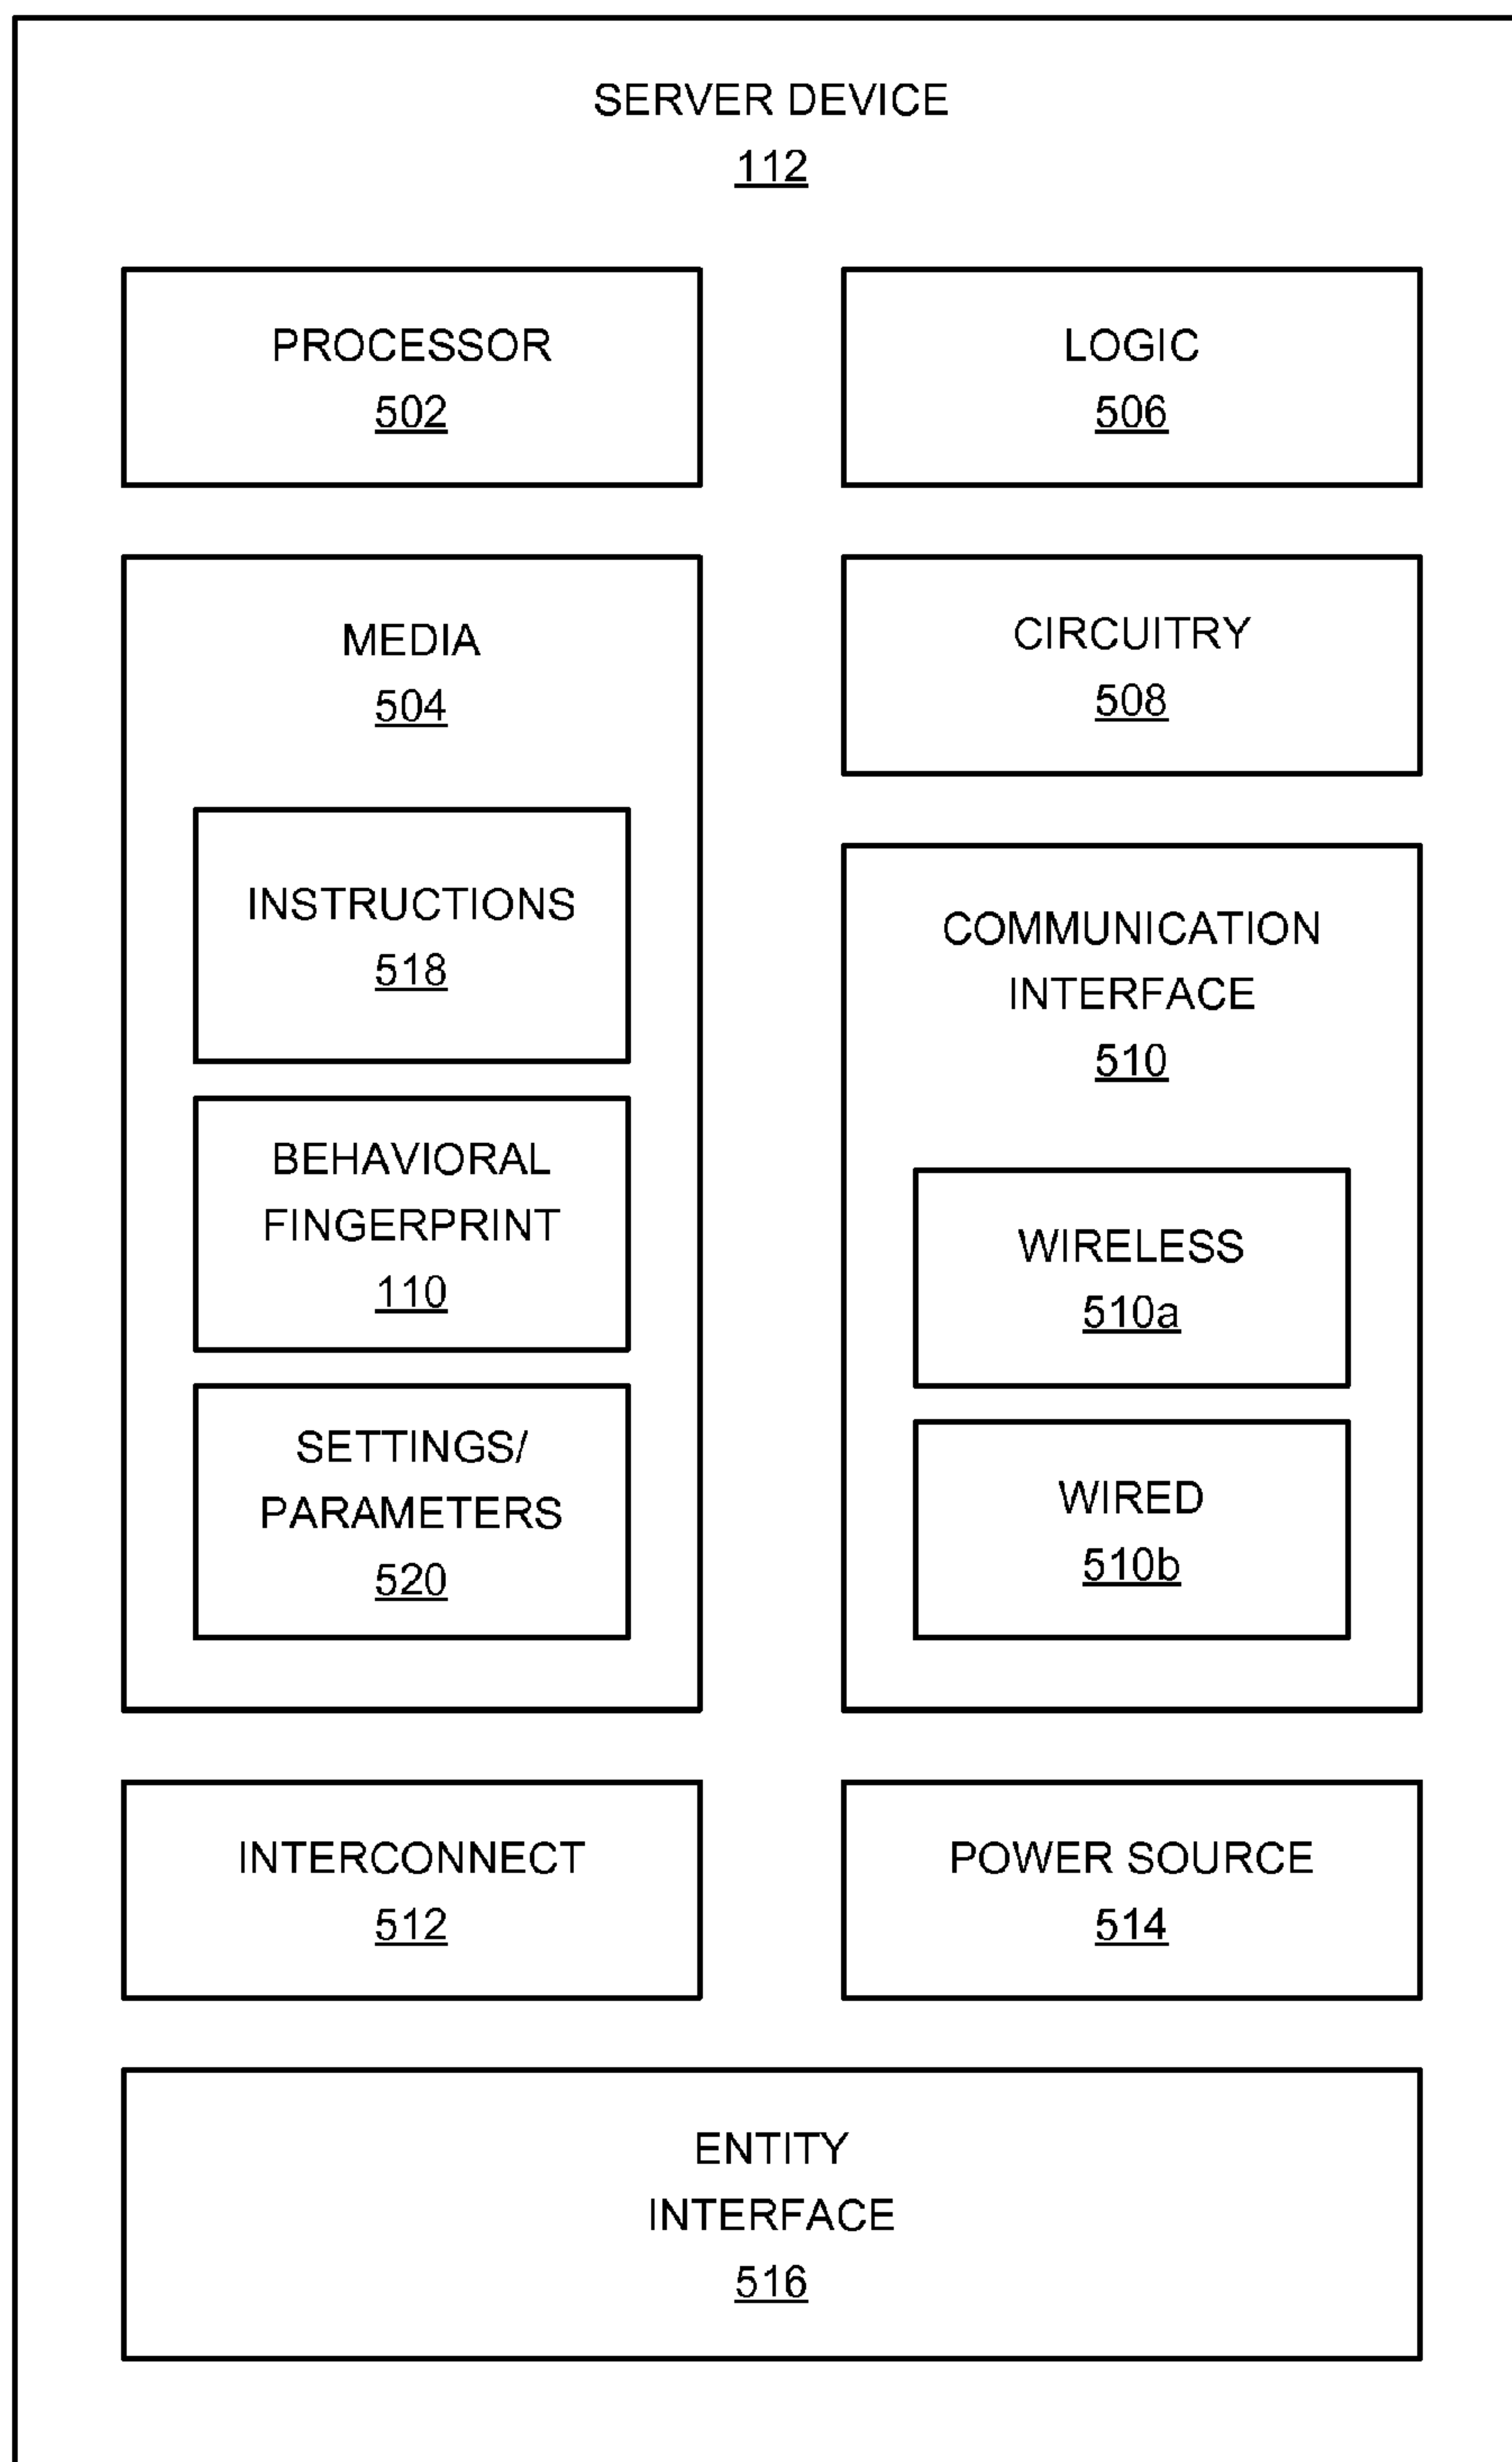 SERVER DEVICE
112
PROCESSOR
502
LOGIC
506
MEDIA
504
INSTRUCTIONS
518
BEHAVIORAL
FINGERPRINT
110
SETTINGS/
PARAMETERS
520
CIRCUITRY
508
COMMUNICATION
INTERFACE
510
WIRELESS
510a
WIRED
510b
INTERCONNECT
512
POWER SOURCE
514
ENTITY
INTERFACE
516